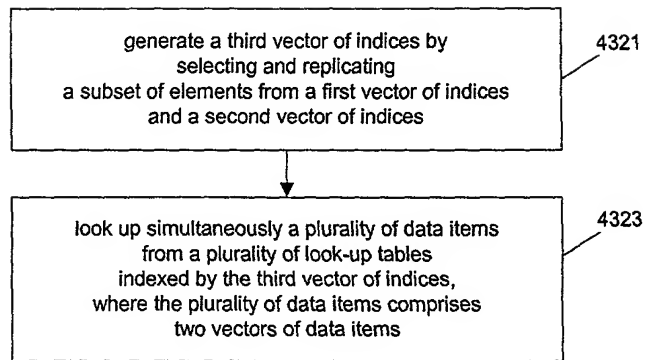 generate a third vector of indices by
selecting and replicating
a subset of elements from a first vector of indices
and a second vector of indices
4321
look up simultaneously a plurality of data items
from a plurality of look-up tables
indexed by the third vector of indices,
where the plurality of data items comprises
two vectors of data items
4323